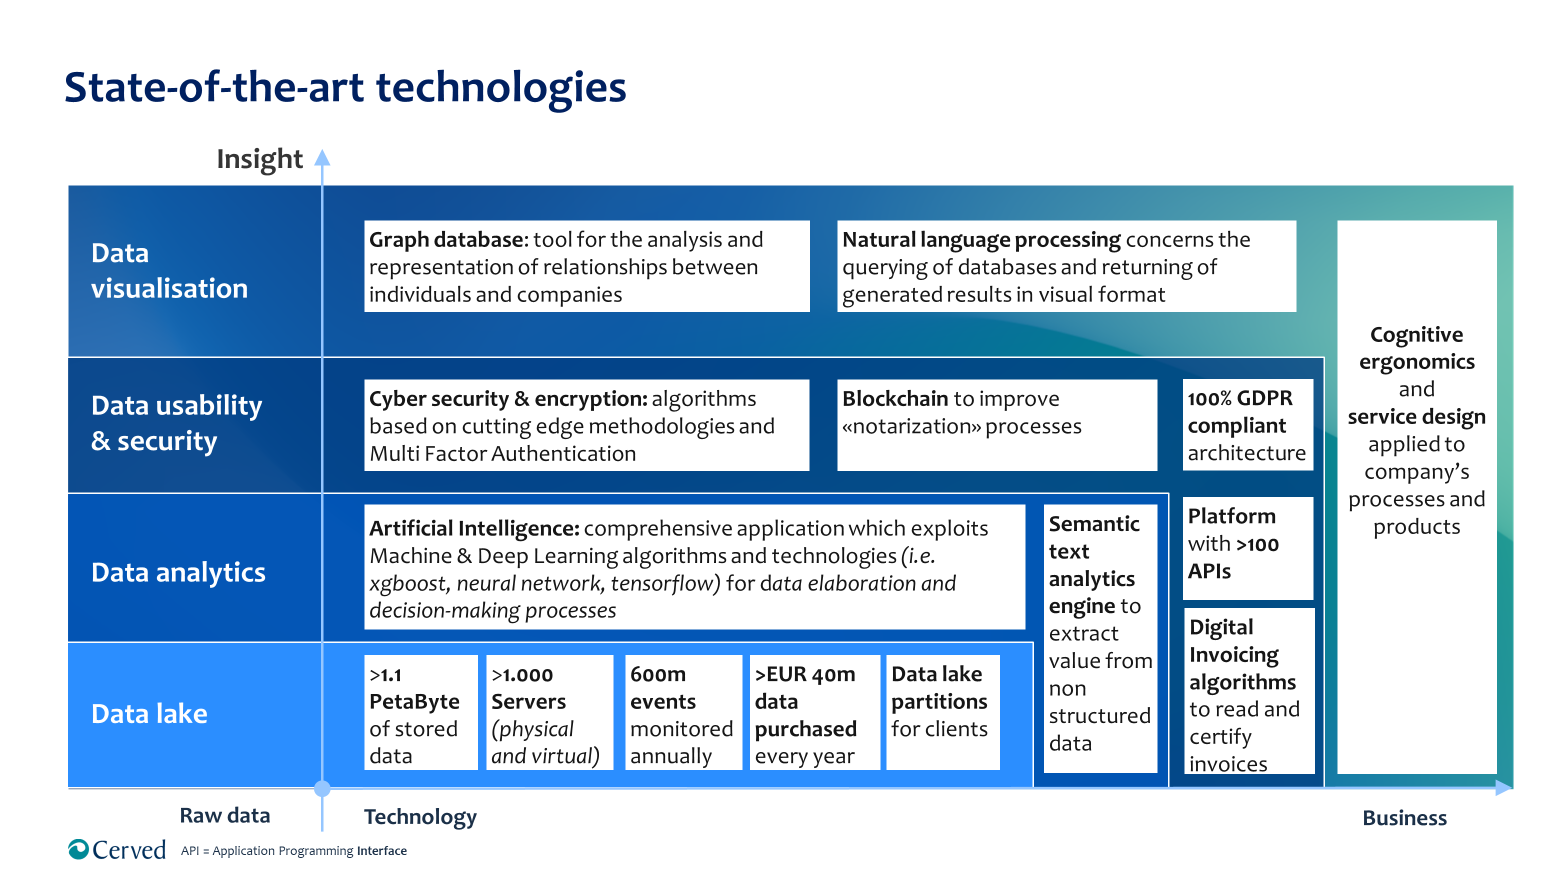 State-of-the-art technologies
Insight
Data
visualisation
Graph database: tool for the analysis and
representation of relationships between
individuals and companies
Natural language processing concerns the
querying of databases and returning of
generated results in visual format
Cognitive
ergonomics
and
service design
applied to
company's
processes and
products
Data usability
& security
Cyber security & encryption: algorithms
based on cutting edge methodologies and
Multi Factor Authentication
Blockchain to improve
«notarization» processes
100% GDPR
compliant
architecture
Data analytics
Artificial Intelligence: comprehensive application which exploits
Machine & Deep Learning algorithms and technologies (i.e.
xgboost, neural network, tensorflow) for data elaboration and
decision-making processes
Semantic
text
analytics
engine to
extract
value from
non
structured
data
Platform
with >100
APIs
Digital
Invoicing
algorithms
to read and
certify
invoices
Data lake
>1.1
PetaByte
of stored
data
>1.000
Servers
(physical
and virtual)
600m
events
monitored
annually
>EUR 40m
data
purchased
every year
Data lake
partitions
for clients
Raw data
Technology
Business
Cerved
API = Application Programming Interface